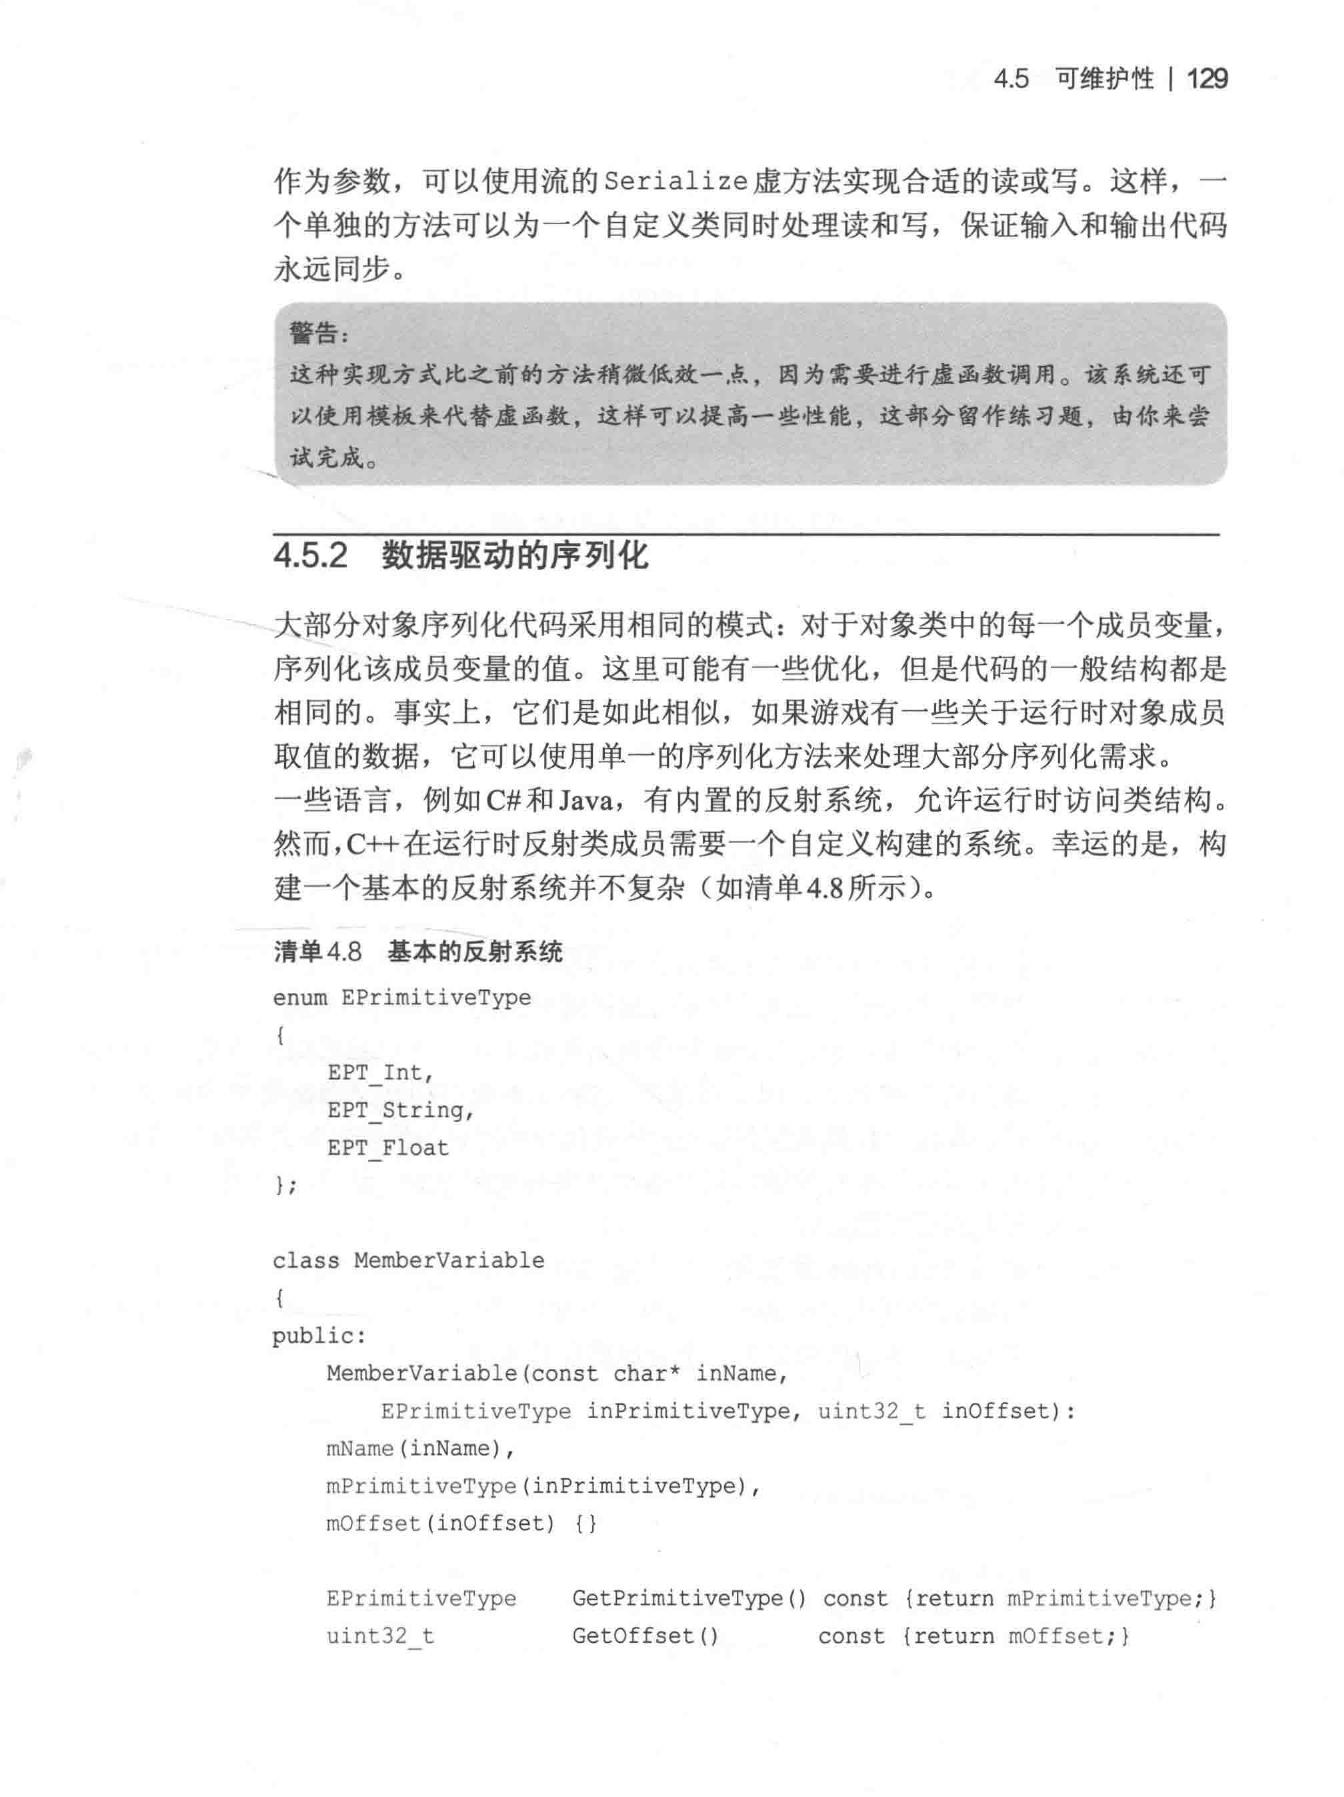 4.5 可维护性 | 129
作为参数，可以使用流的Serialize虚方法实现合适的读或写。这样，一
个单独的方法可以为一个自定义类同时处理读和写，保证输入和输出代码
永远同步。
警告：
这种实现方式比之前的方法稍微低效一点，因为需要进行虚函数调用。该系统还可
以使用模板来代替虚函数，这样可以提高一些性能，这部分留作练习题，由你来尝
试完成。
4.5.2 数据驱动的序列化
大部分对象序列化代码采用相同的模式：对于对象类中的每一个成员变量，
序列化该成员变量的值。这里可能有一些优化，但是代码的一般结构都是
相同的。事实上，它们是如此相似，如果游戏有一些关于运行时对象成员
取值的数据，它可以使用单一的序列化方法来处理大部分序列化需求。
一些语言，例如C#和Java，有内置的反射系统，允许运行时访问类结构。
然而，C++在运行时反射类成员需要一个自定义构建的系统。幸运的是，构
建一个基本的反射系统并不复杂（如清单4.8所示）。
清单4.8 基本的反射系统
enum EPrimitiveType
{
    EPT_Int,
    EPT_String,
    EPT_Float
};
class MemberVariable
{
public:
    MemberVariable(const char* inName,
        EPrimitiveType inPrimitiveType, uint32_t inOffset):
    mName(inName),
    mPrimitiveType(inPrimitiveType),
    mOffset(inOffset) {}
    EPrimitiveType    GetPrimitiveType() const {return mPrimitiveType;}
    uint32_t          GetOffset()        const {return mOffset;}